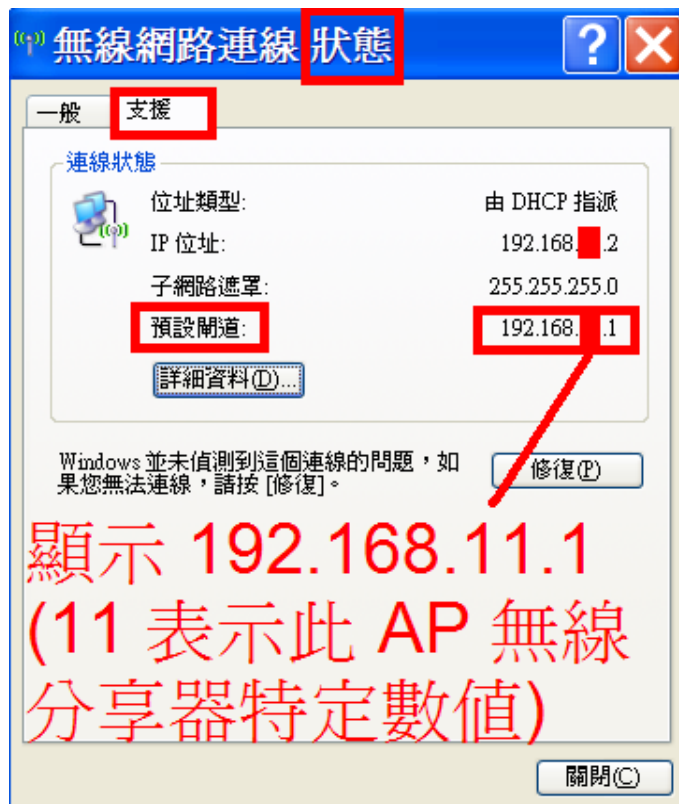 無線網路連線 狀態
一般 支援
連線狀態
位址類型: 由 DHCP 指派
IP 位址: 192.168. .2
子網路遮罩: 255.255.255.0
預設閘道: 192.168. .1
詳細資料(D)...
Windows 並未偵測到這個連線的問題，如
果您無法連線，請按 [修復]。
修復(P)
顯示 192.168.11.1
(11 表示此 AP 無線
分享器特定數值)
關閉(C)